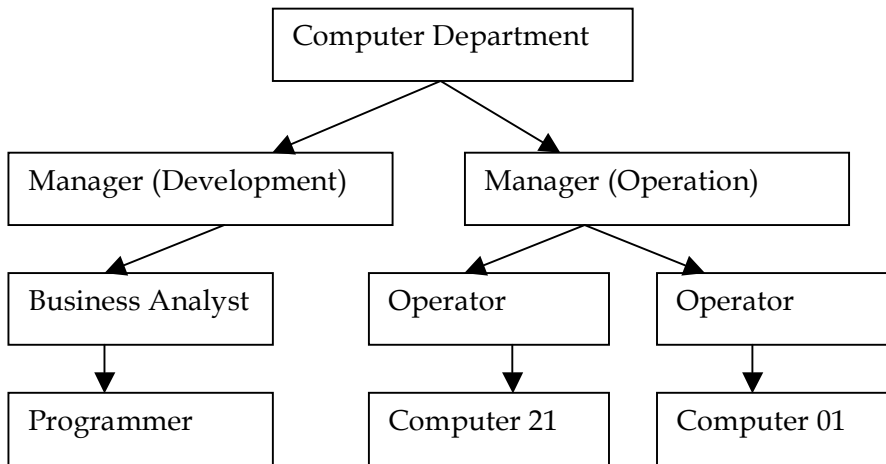 Computer Department
Manager (Development)
Manager (Operation)
Business Analyst
Operator
Operator
Programmer
Computer 21
Computer 01